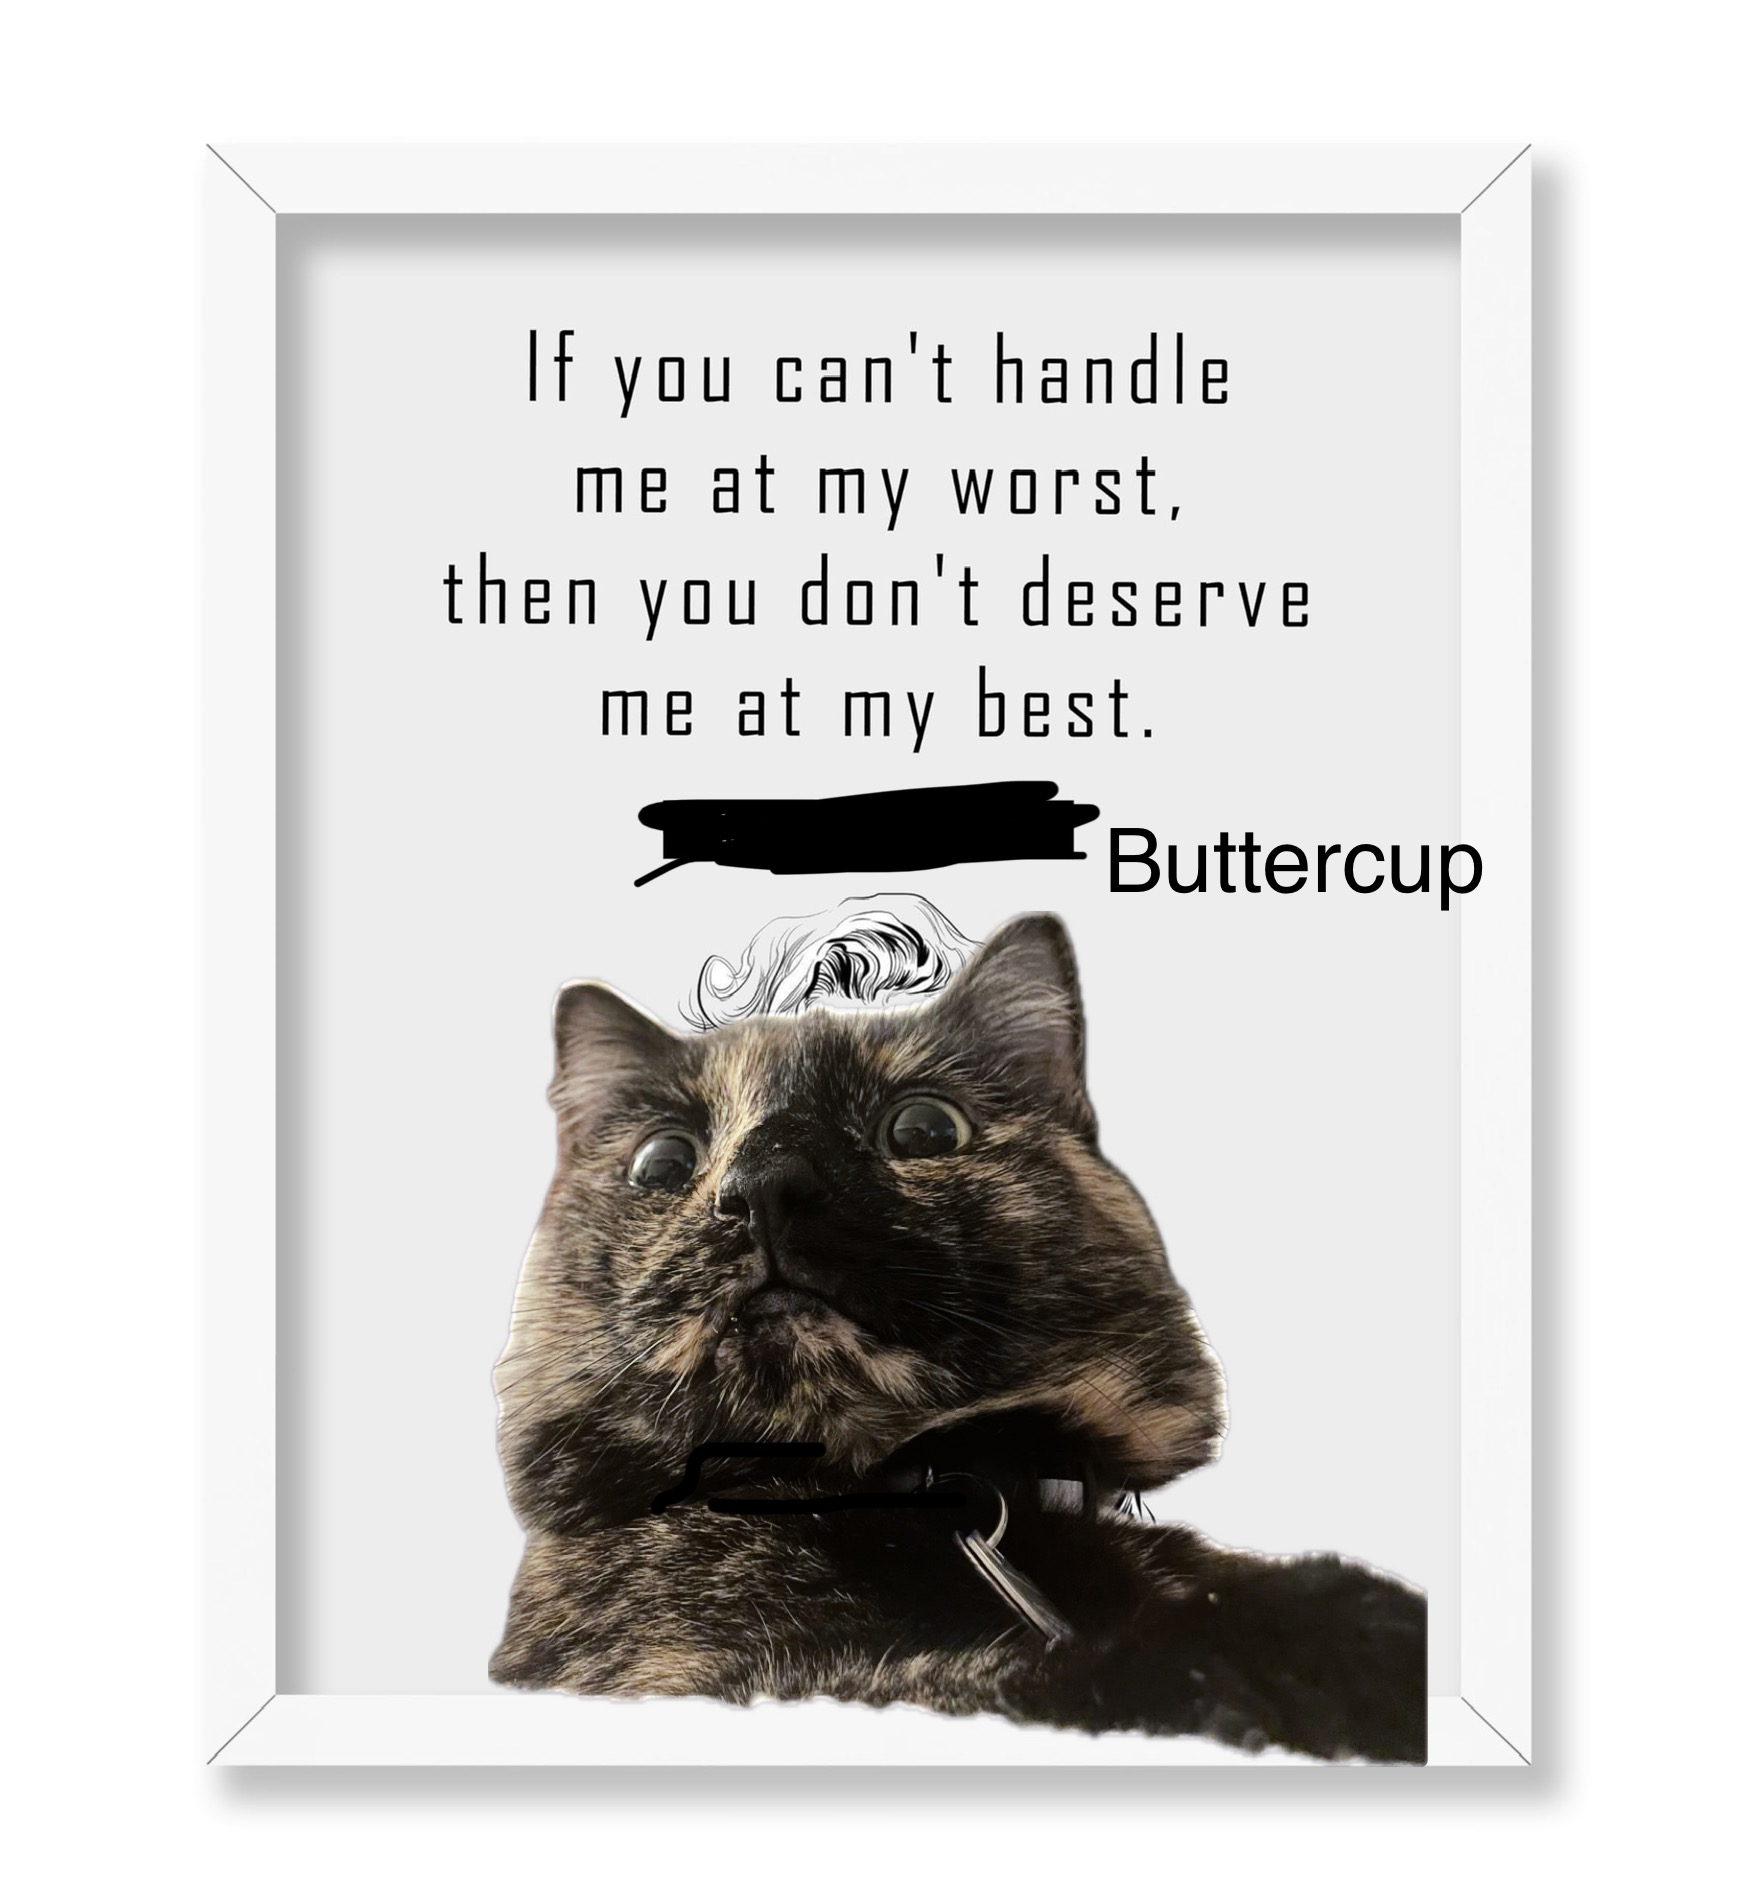 If you can't handle
me at my worst,
then you don't deserve
me at my best.
Buttercup